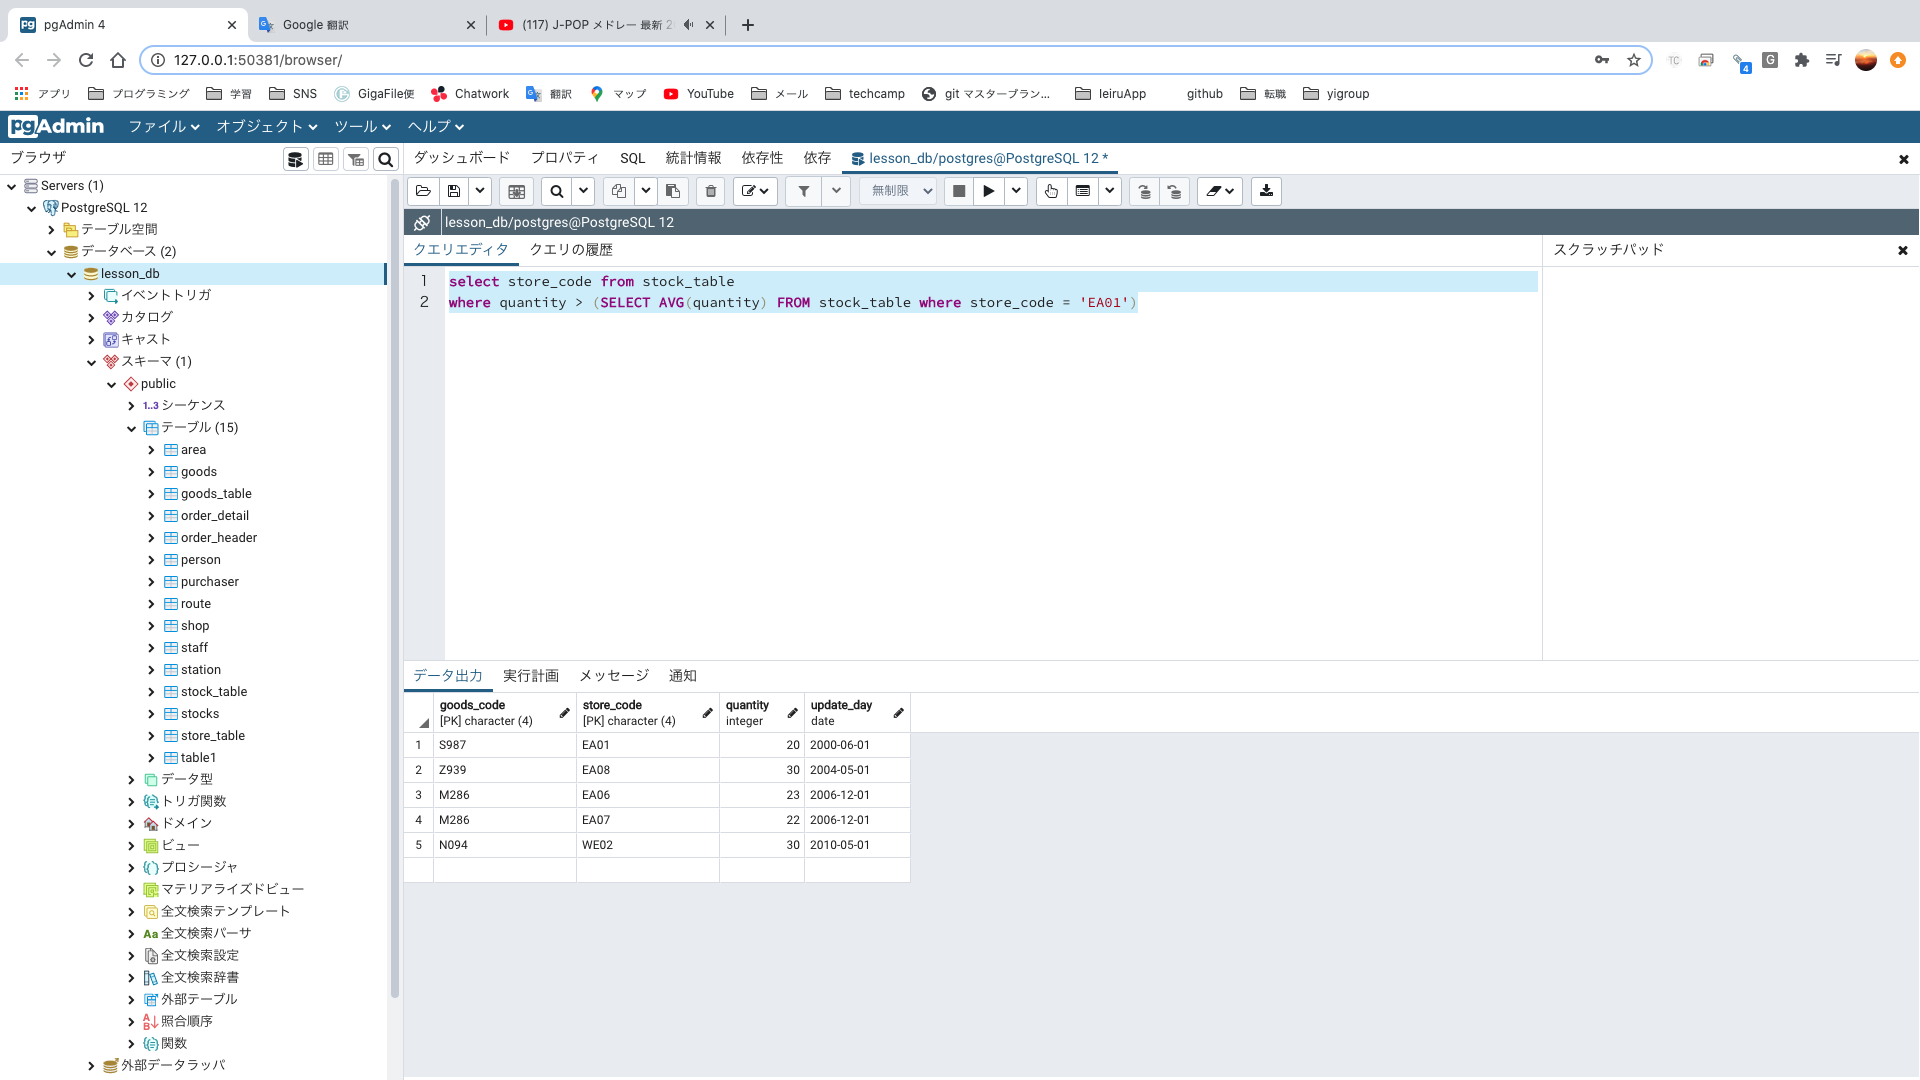 pgAdmin 4
Google 翻訳
(117) J-POP メドレー 最新 2
127.0.0.1:50381/browser/
アプリ
プログラミング
学習
SNS
GigaFile便
Chatwork
翻訳
マップ
YouTube
メール
techcamp
git マスタープラン...
leiruApp
github
転職
yigroup
pgAdmin
ファイル
オブジェクト
ツール
ヘルプ
ブラウザ
ダッシュボード
プロパティ
SQL
統計情報
依存性
依存
lesson_db/postgres@PostgreSQL 12 *
無制限
lesson_db/postgres@PostgreSQL 12
クエリエディタ
クエリの履歴
スクラッチパッド
1 select store_code from stock_table
2 where quantity > (SELECT AVG(quantity) FROM stock_table where store_code = 'EA01')
Servers (1)
PostgreSQL 12
テーブル空間
データベース (2)
lesson_db
イベントトリガ
カタログ
キャスト
スキーマ (1)
public
1..3 シーケンス
テーブル (15)
area
goods
goods_table
order_detail
order_header
person
purchaser
route
shop
staff
station
stock_table
stocks
store_table
table1
データ型
トリガ関数
ドメイン
ビュー
プロシージャ
マテリアライズドビュー
全文検索テンプレート
Aa 全文検索パーサ
全文検索設定
全文検索辞書
外部テーブル
照合順序
関数
外部データラッパ
データ出力
実行計画
メッセージ
通知
goods_code [PK] character (4)
store_code [PK] character (4)
quantity integer
update_day date
1 S987 EA01 20 2000-06-01
2 Z939 EA08 30 2004-05-01
3 M286 EA06 23 2006-12-01
4 M286 EA07 22 2006-12-01
5 N094 WE02 30 2010-05-01